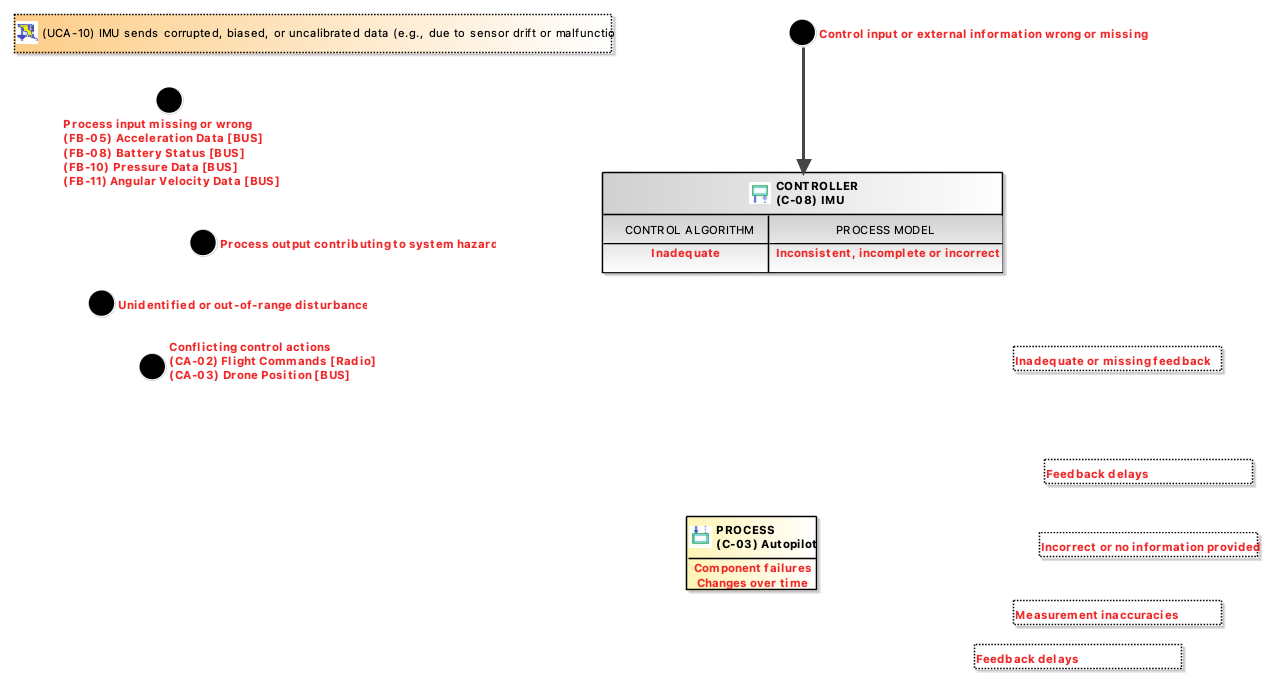 (UCA-10) IMU sends corrupted, biased, or uncalibrated data (e.g., due to sensor drift or malfunctio
Control input or external information wrong or missing
Process input missing or wrong
(FB-05) Acceleration Data [BUS]
(FB-08) Battery Status [BUS]
(FB-10) Pressure Data [BUS]
(FB-11) Angular Velocity Data [BUS]
CONTROLLER
(C-08) IMU
CONTROL ALGORITHM
PROCESS MODEL
Inadequate
Inconsistent, incomplete or incorrect
Process output contributing to system hazard
Unidentified or out-of-range disturbance
Conflicting control actions
(CA-02) Flight Commands [Radio]
(CA-03) Drone Position [BUS]
Inadequate or missing feedback
Feedback delays
PROCESS
(C-03) Autopilot
Component failures
Changes over time
Incorrect or no information provided
Measurement inaccuracies
Feedback delays